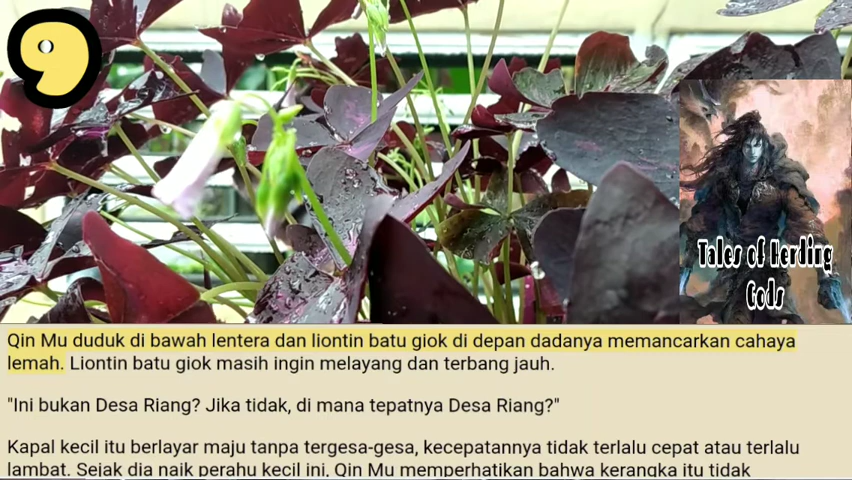 9
Tales of Herding
Gods
Qin Mu duduk di bawah lentera dan liontin batu giok di depan dadanya memancarkan cahaya
lemah. Liontin batu giok masih ingin melayang dan terbang jauh.
"Ini bukan Desa Riang? Jika tidak, di mana tepatnya Desa Riang?"
Kapal kecil itu berlayar maju tanpa tergesa-gesa, kecepatannya tidak terlalu cepat atau terlalu
lambat. Sejak dia naik perahu kecil ini, Qin Mu memperhatikan bahwa kerangka itu tidak